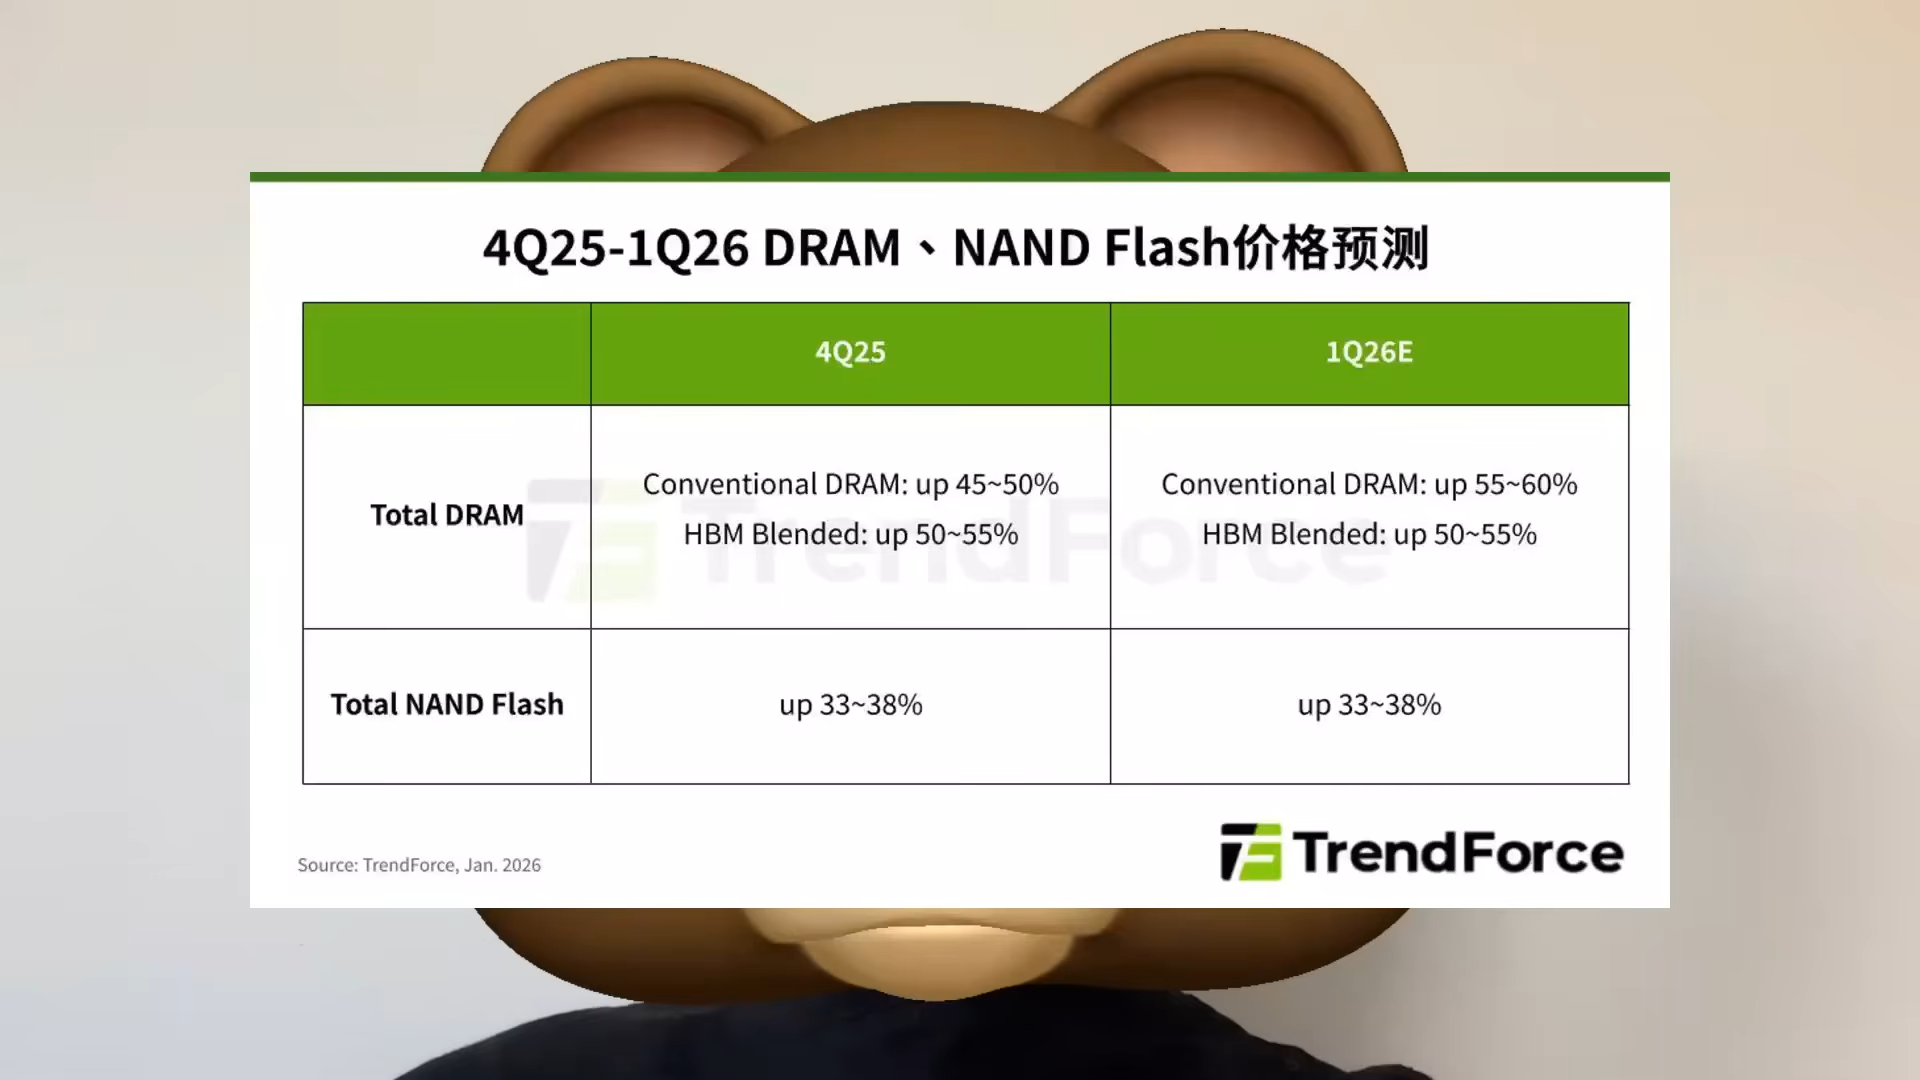 4Q25-1Q26 DRAM、NAND Flash价格预测
4Q25
1Q26E
Total DRAM
Conventional DRAM: up 45~50%
HBM Blended: up 50~55%
Conventional DRAM: up 55~60%
HBM Blended: up 50~55%
TrendForce
Total NAND Flash
up 33~38%
up 33~38%
Source: TrendForce, Jan. 2026
TrendForce